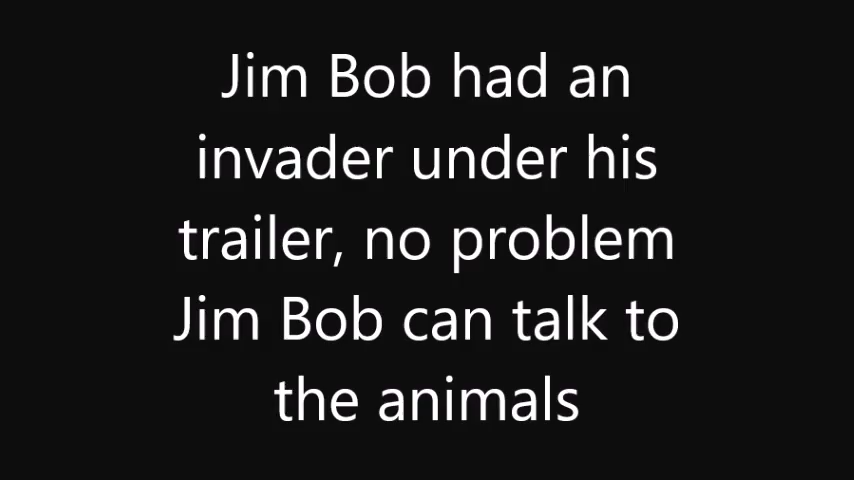 Jim Bob had an
invader under his
trailer, no problem
Jim Bob can talk to
the animals